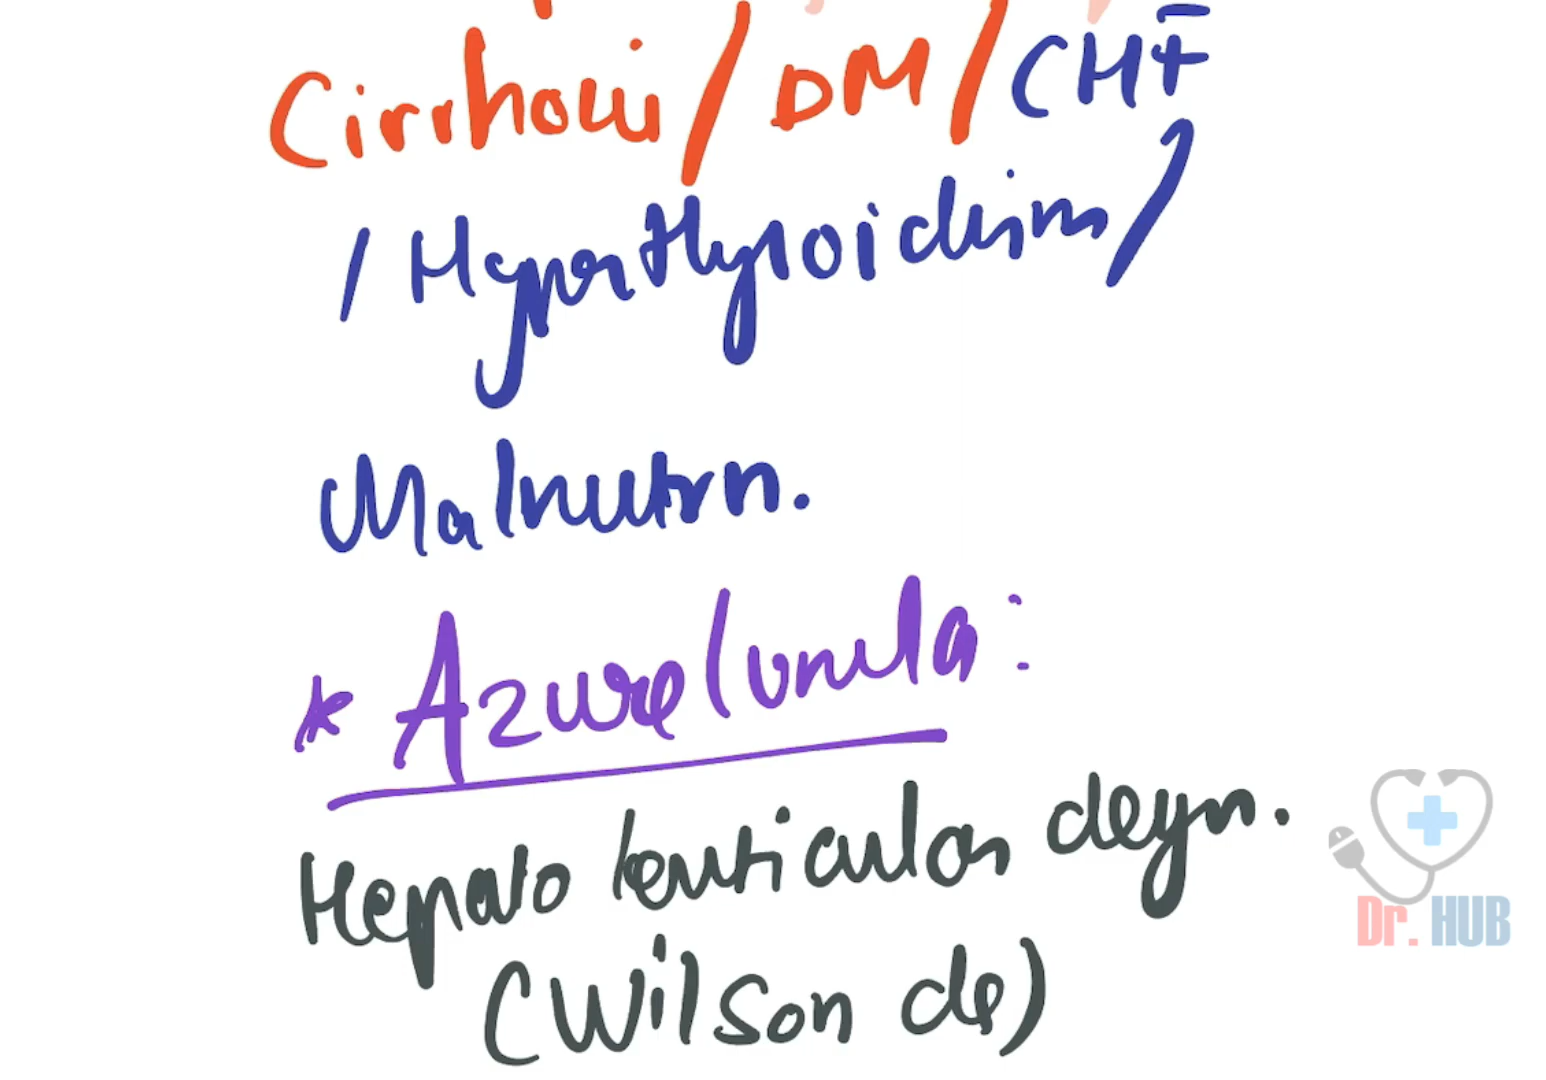 Cirrhosis / DM / CHF
/ Hyperthyroidism /
Malnutrn.
* Azure lunula:
Hepato lenticular degn.
(Wilson ds)
Dr. HUB